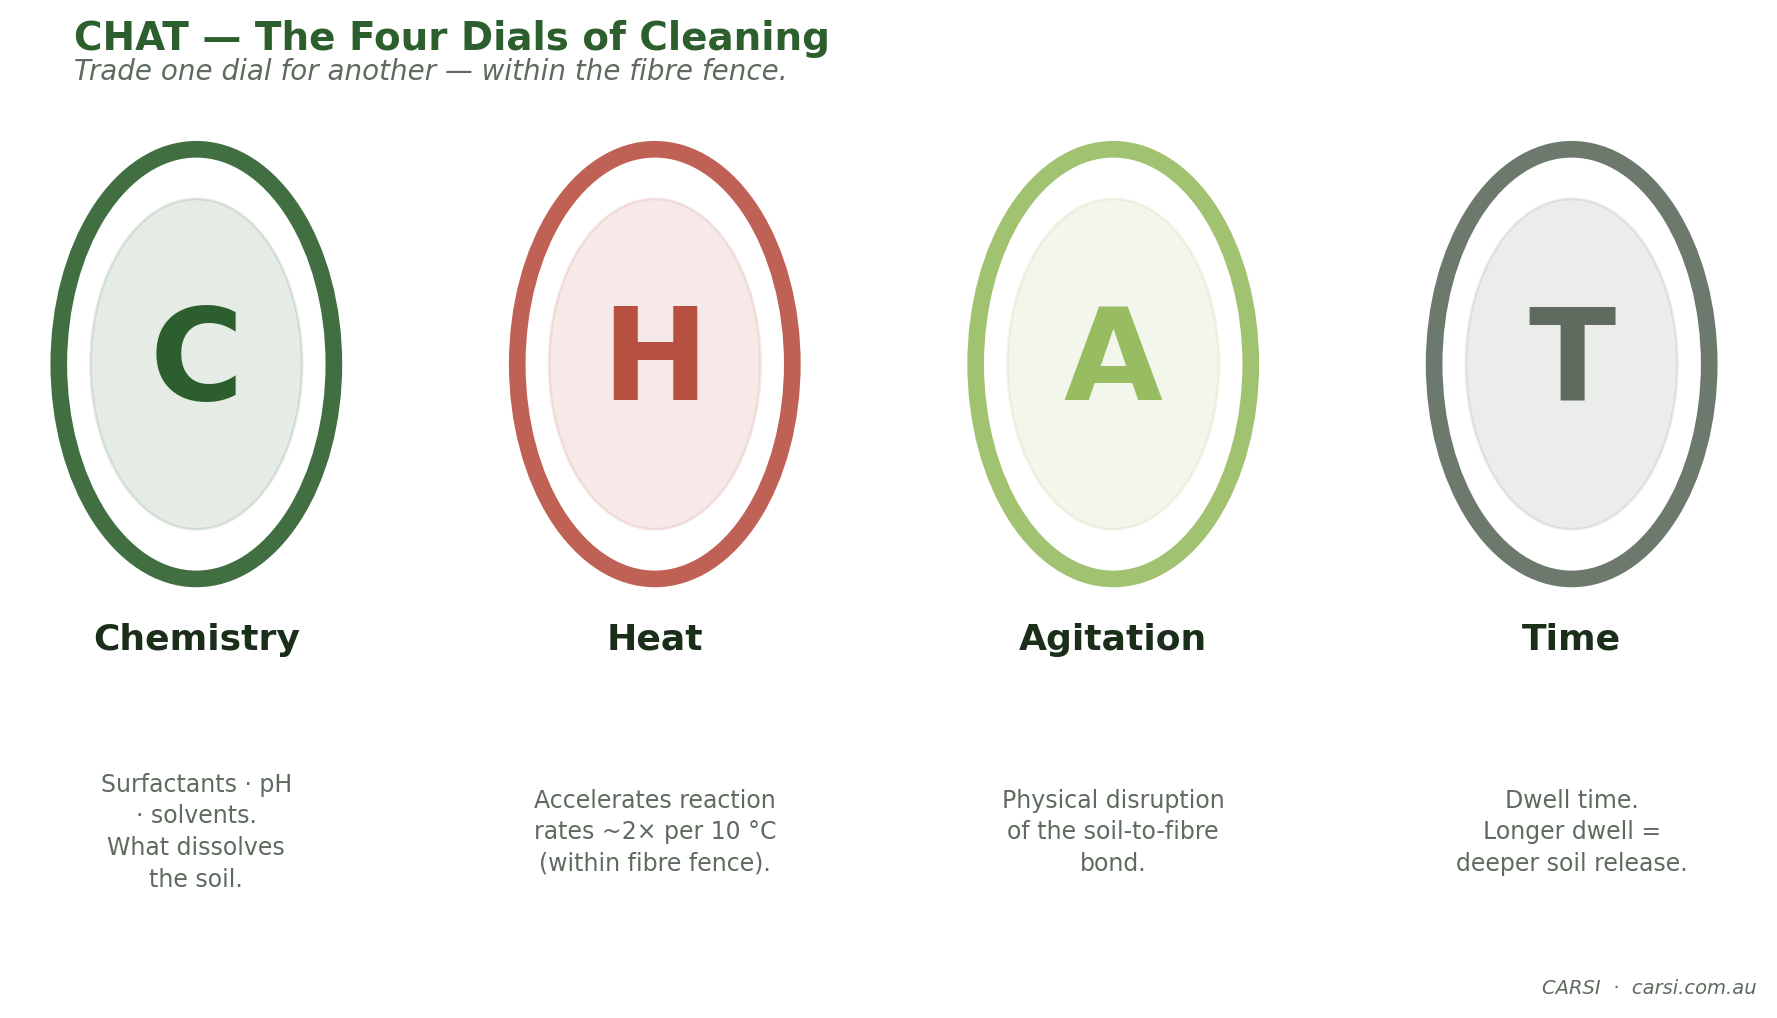 CHAT — The Four Dials of Cleaning
Trade one dial for another — within the fibre fence.
C
H
A
T
Chemistry
Heat
Agitation
Time
Surfactants · pH
· solvents.
What dissolves
the soil.
Accelerates reaction
rates ~2× per 10 °C
(within fibre fence).
Physical disruption
of the soil-to-fibre
bond.
Dwell time.
Longer dwell =
deeper soil release.
CARSI · carsi.com.au